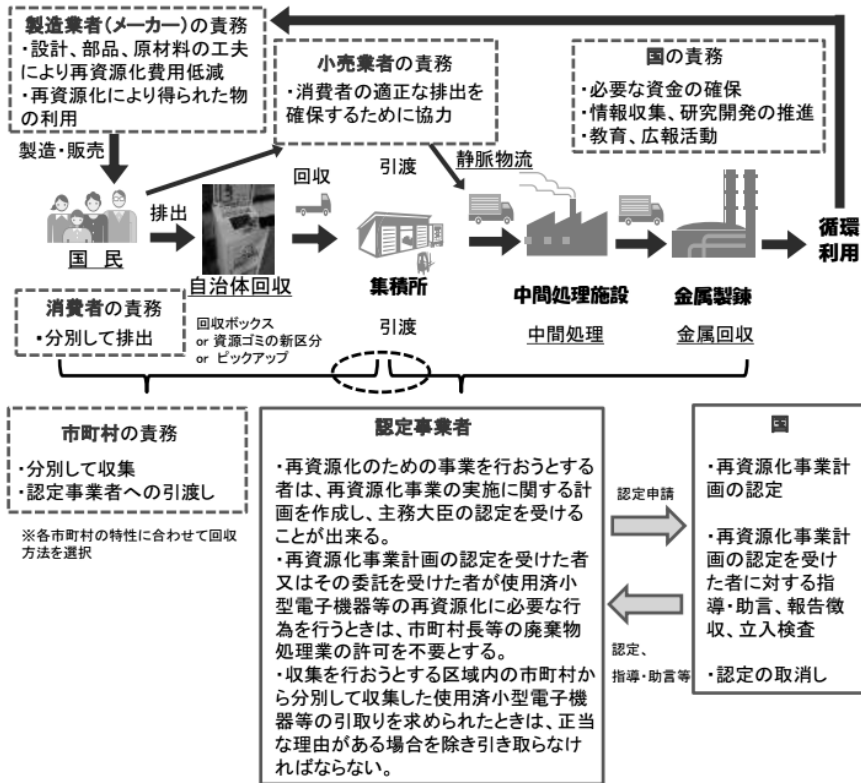 製造業者(メーカー)の責務
・設計、部品、原材料の工夫
により再資源化費用低減
・再資源化により得られた物
の利用
小売業者の責務
・消費者の適正な排出を
確保するために協力
国の責務
・必要な資金の確保
・情報収集、研究開発の推進
・教育、広報活動
製造・販売
排出
回収
引渡
静脈物流
循環
利用
国 民
自治体回収
集積所
中間処理施設
金属製錬
引渡
中間処理
金属回収
消費者の責務
・分別して排出
回収ボックス
or 資源ゴミの新区分
or ピックアップ
市町村の責務
・分別して収集
・認定事業者への引渡し
※各市町村の特性に合わせて回収
方法を選択
認定事業者
・再資源化のための事業を行おうとする
者は、再資源化事業の実施に関する計
画を作成し、主務大臣の認定を受ける
ことが出来る。
・再資源化事業計画の認定を受けた者
又はその委託を受けた者が使用済小
型電子機器等の再資源化に必要な行
為を行うときは、市町村長等の廃棄物
処理業の許可を不要とする。
・収集を行おうとする区域内の市町村か
ら分別して収集した使用済小型電子機
器等の引取りを求められたときは、正当
な理由がある場合を除き引き取らなけ
ればならない。
認定申請
認定、
指導・助言等
国
・再資源化事業計
画の認定
・再資源化事業計
画の認定を受け
た者に対する指
導・助言、報告徴
収、立入検査
・認定の取消し